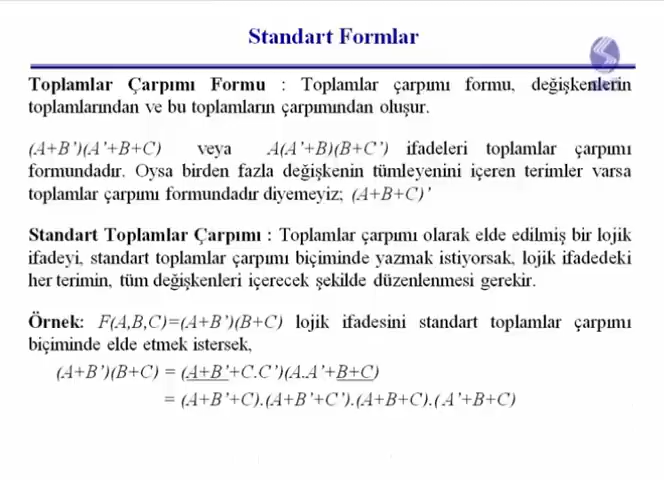 Standart Formlar
Toplamlar Çarpımı Formu : Toplamlar çarpımı formu, değişkenlerin
toplamlarından ve bu toplamların çarpımından oluşur.
(A+B')(A'+B+C) veya A(A'+B)(B+C') ifadeleri toplamlar çarpımı
formundadır. Oysa birden fazla değişkenin tümleyenini içeren terimler varsa
toplamlar çarpımı formundadır diyemeyiz; (A+B+C)'
Standart Toplamlar Çarpımı : Toplamlar çarpımı olarak elde edilmiş bir lojik
ifadeyi, standart toplamlar çarpımı biçiminde yazmak istiyorsak, lojik ifadedeki
her terimin, tüm değişkenleri içerecek şekilde düzenlenmesi gerekir.
Örnek: F(A,B,C)=(A+B')(B+C) lojik ifadesini standart toplamlar çarpımı
biçiminde elde etmek istersek,
(A+B')(B+C) = (A+B'+C.C')(A.A'+B+C)
= (A+B'+C).(A+B'+C').(A+B+C).(A'+B+C)